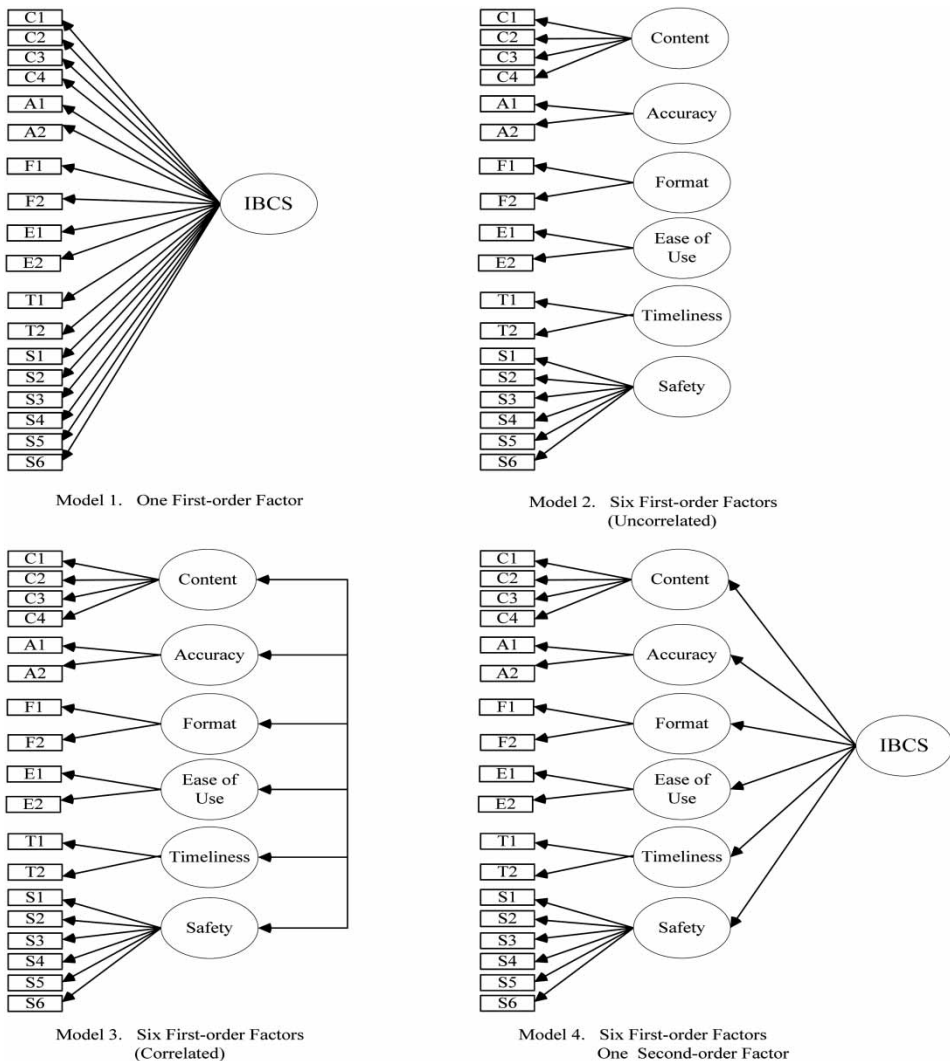 C1
C2
C3
C4
A1
A2
F1
F2
E1
E2
T1
T2
S1
S2
S3
S4
S5
S6
IBCS
Model 1. One First-order Factor
C1
C2
C3
C4
A1
A2
F1
F2
E1
E2
T1
T2
S1
S2
S3
S4
S5
S6
Content
Accuracy
Format
Ease of
Use
Timeliness
Safety
Model 2. Six First-order Factors
(Uncorrelated)
C1
C2
C3
C4
A1
A2
F1
F2
E1
E2
T1
T2
S1
S2
S3
S4
S5
S6
Content
Accuracy
Format
Ease of
Use
Timeliness
Safety
Model 3. Six First-order Factors
(Correlated)
C1
C2
C3
C4
A1
A2
F1
F2
E1
E2
T1
T2
S1
S2
S3
S4
S5
S6
Content
Accuracy
Format
Ease of
Use
Timeliness
Safety
IBCS
Model 4. Six First-order Factors
One Second-order Factor